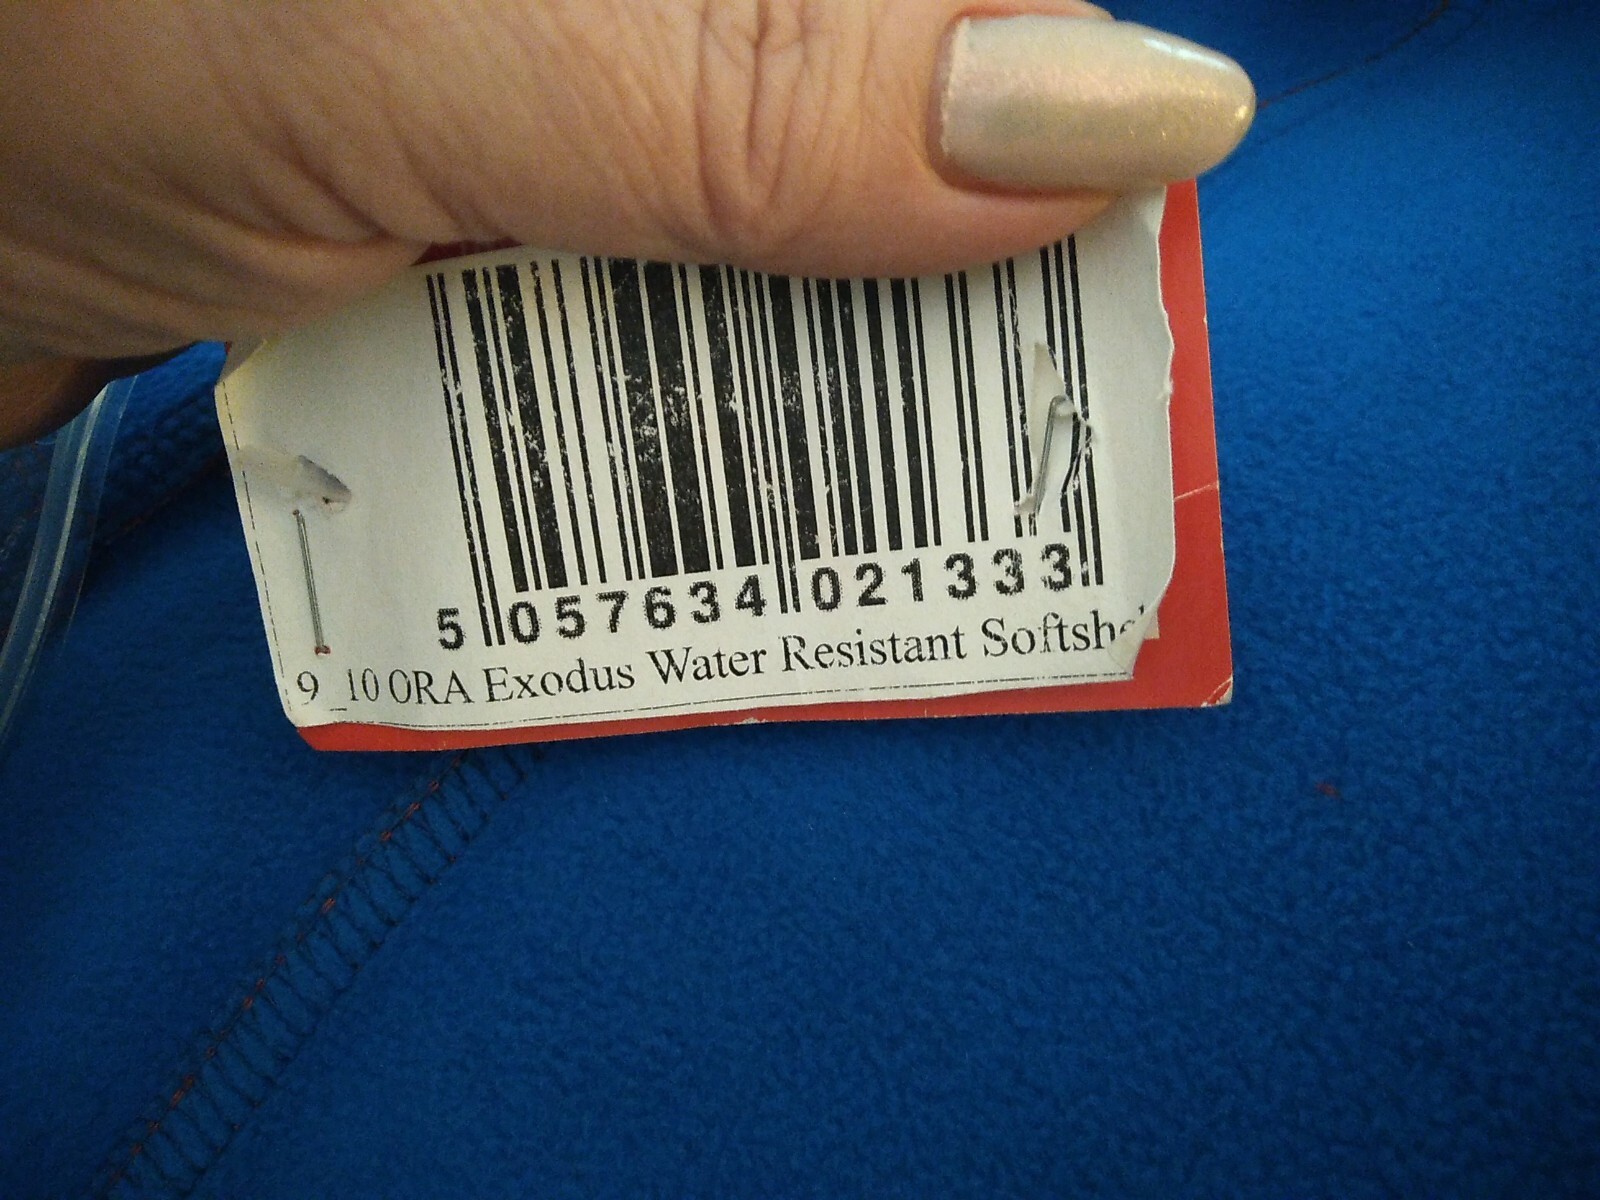 5 057634 021333
9_10 ORA Exodus Water Resistant